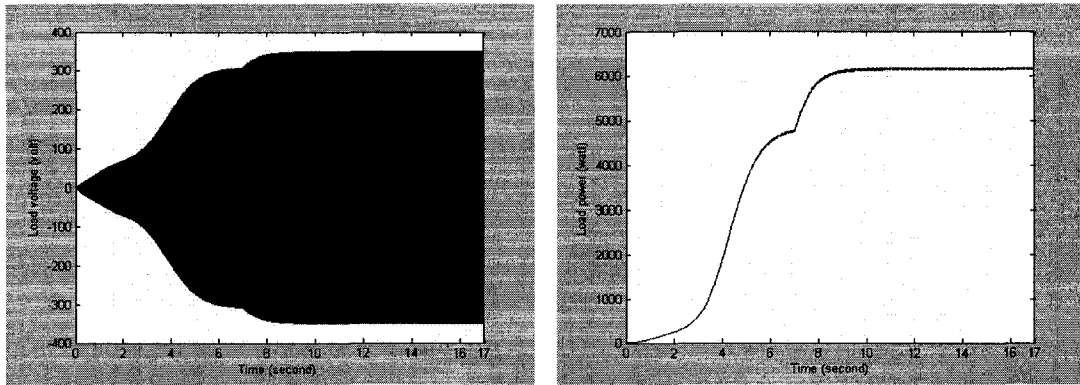 400
300
200
100
0
-100
-200
-300
-400
Load voltage (volt)
0 2 4 6 8 10 12 14 16 17
Time (second)
7000
6000
5000
4000
3000
2000
1000
0
Load power (watt)
0 2 4 6 8 10 12 14 16 17
Time (second)